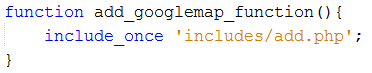 function add_googlemap_function(){
    include_once 'includes/add.php';
}